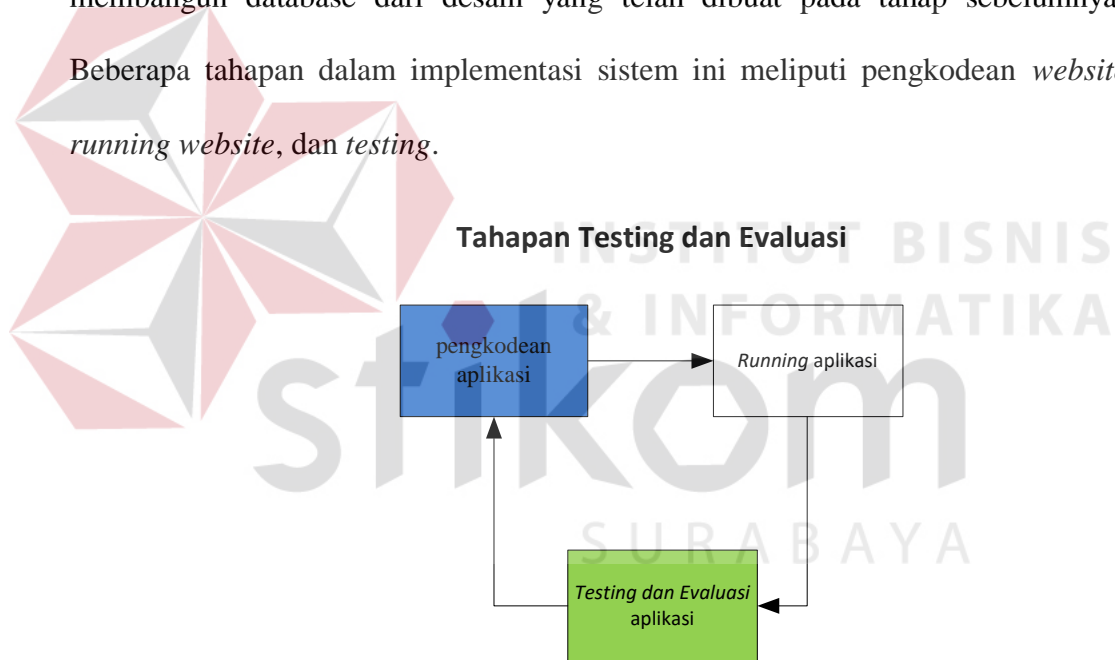 membangun database dari desain yang telah dibuat pada tahap sebelumnya
Beberapa tahapan dalam implementasi sistem ini meliputi pengkodean website
running website, dan testing.
Tahapan Testing dan Evaluasi
INSTITUT BISNIS
& INFORMATIKA
stikom
SURABAYA
pengkodean
aplikasi
Running aplikasi
Testing dan Evaluasi
aplikasi